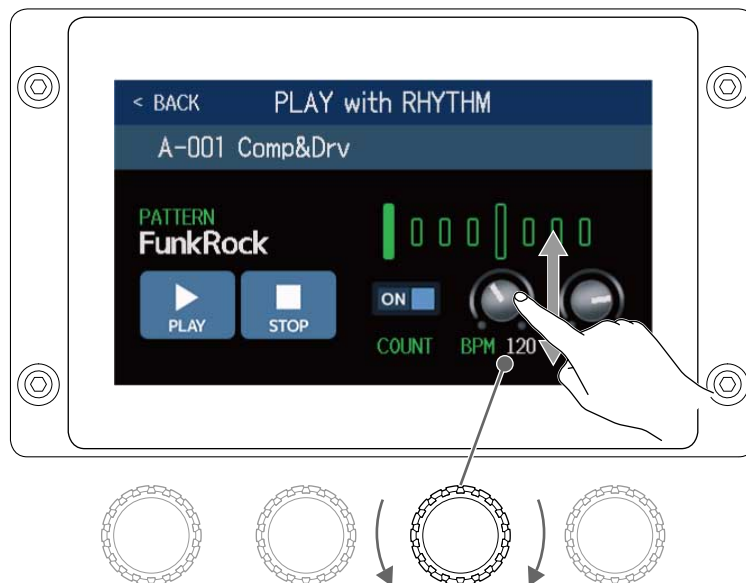 < BACK PLAY with RHYTHM
A-001 Comp&Drv
PATTERN
FunkRock
PLAY
STOP
ON
COUNT
BPM 120